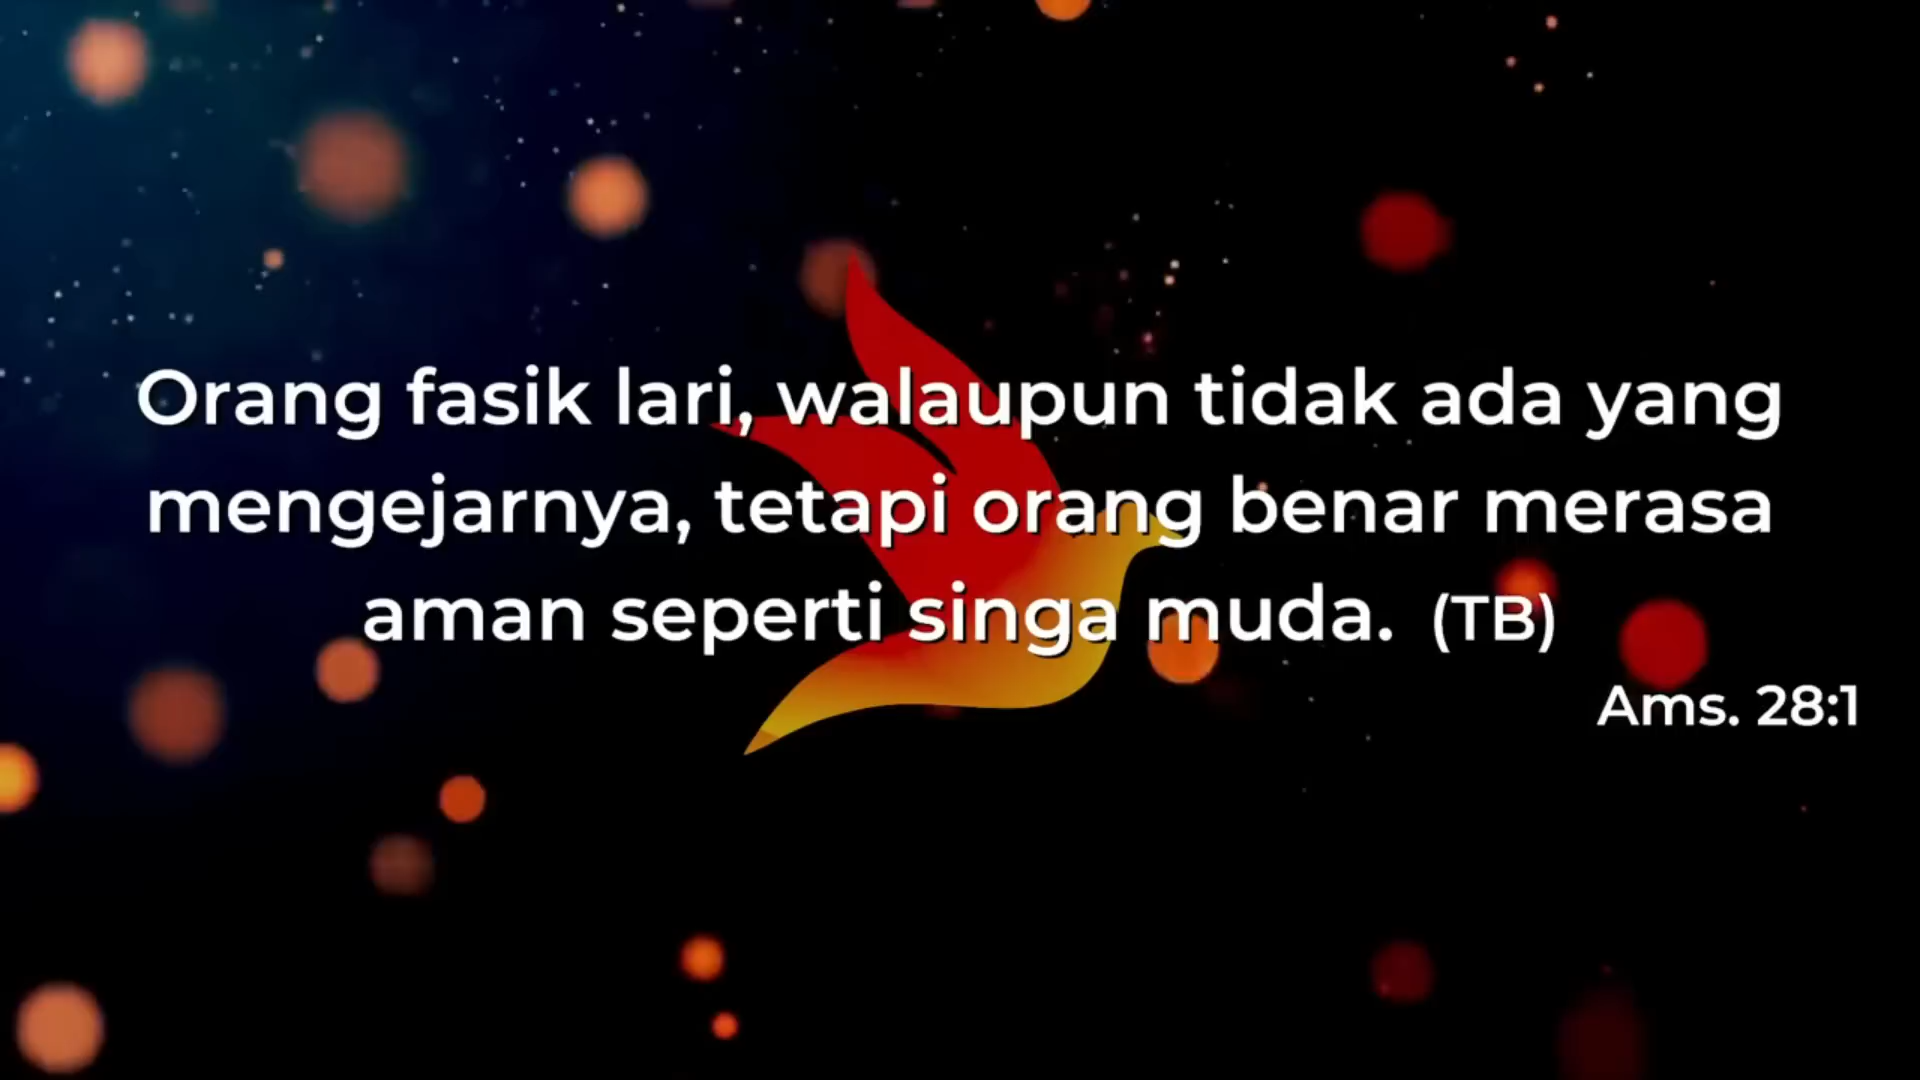 Orang fasik lari, walaupun tidak ada yang
mengejarnya, tetapi orang benar merasa
aman seperti singa muda. (TB)
Ams. 28:1